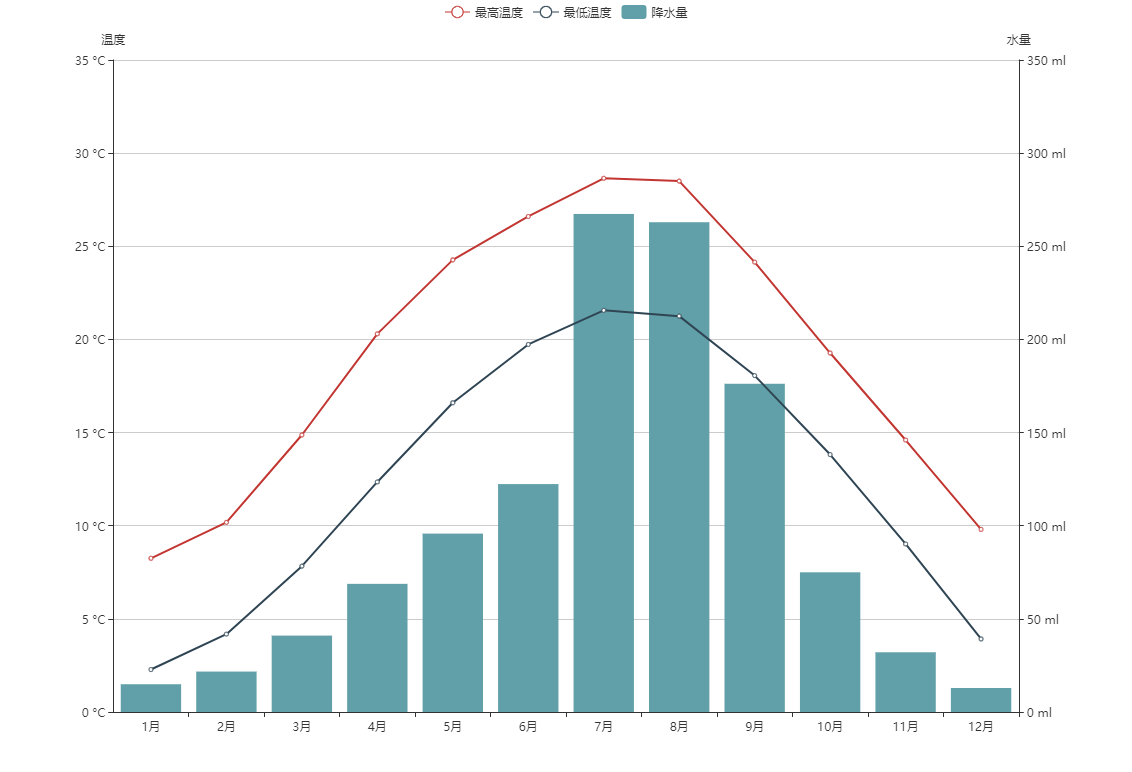 最高温度 最低温度 降水量
温度 水量
35 °C 350 ml
30 °C 300 ml
25 °C 250 ml
20 °C 200 ml
15 °C 150 ml
10 °C 100 ml
5 °C 50 ml
0 °C 0 ml
1月 2月 3月 4月 5月 6月 7月 8月 9月 10月 11月 12月